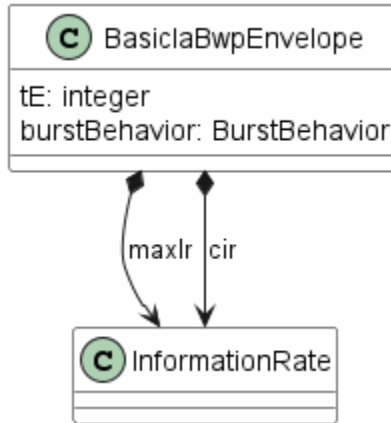 C BasicIaBwpEnvelope
tE: integer
burstBehavior: BurstBehavior
maxIr cir
C InformationRate